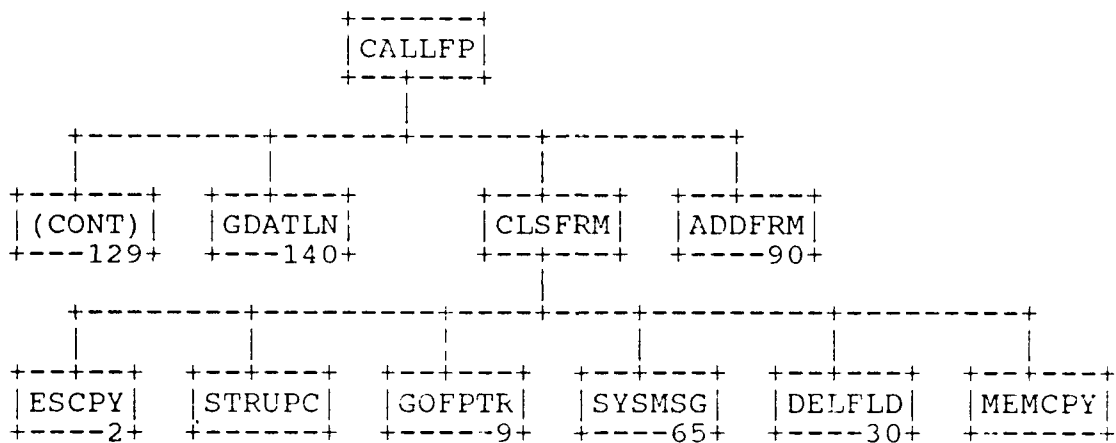 CALLFP
(CONT) GDATLN CLSFRM ADDFRM
129 140 90
ESCPY STRUPC GOFPTR SYSMSG DELFLD MEMCPY
2 9 65 30